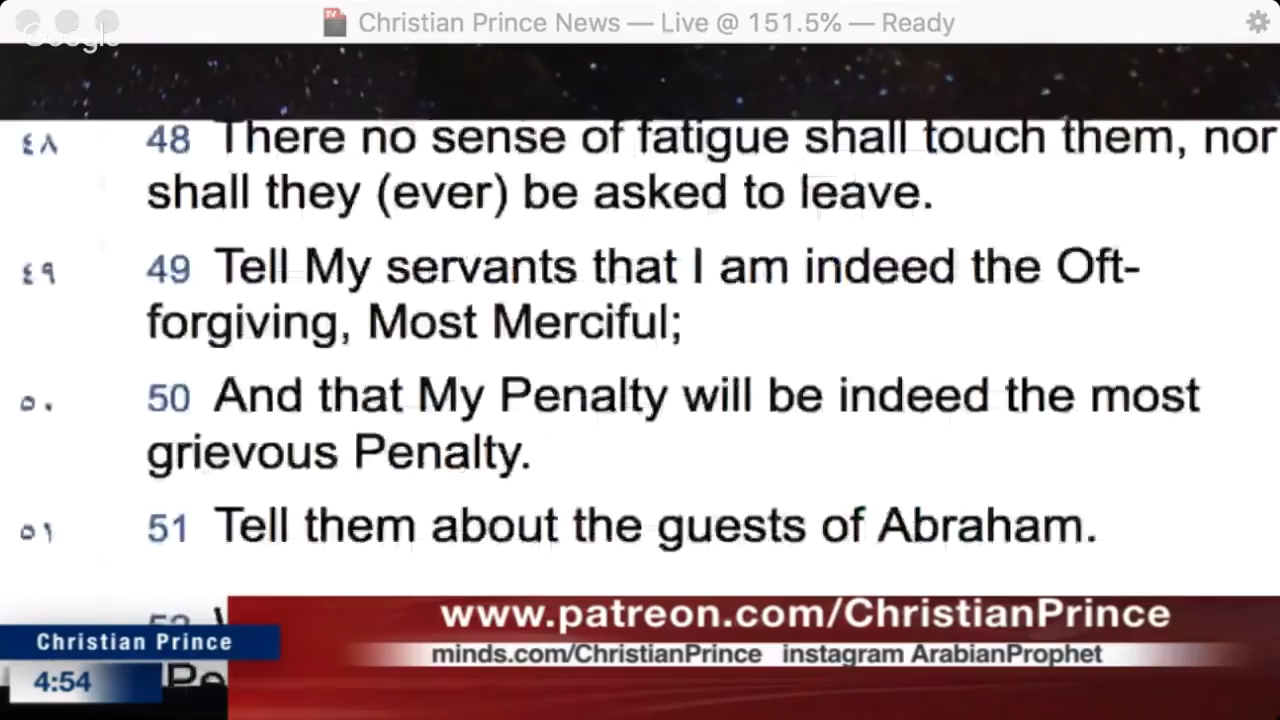 Christian Prince News — Live @ 151.5% — Ready
Google
٤٨ 48 There no sense of fatigue shall touch them, nor
shall they (ever) be asked to leave.
٤٩ 49 Tell My servants that I am indeed the Oft-
forgiving, Most Merciful;
٥٠ 50 And that My Penalty will be indeed the most
grievous Penalty.
٥١ 51 Tell them about the guests of Abraham.
www.patreon.com/ChristianPrince
Christian Prince
minds.com/ChristianPrince instagram ArabianProphet
4:54